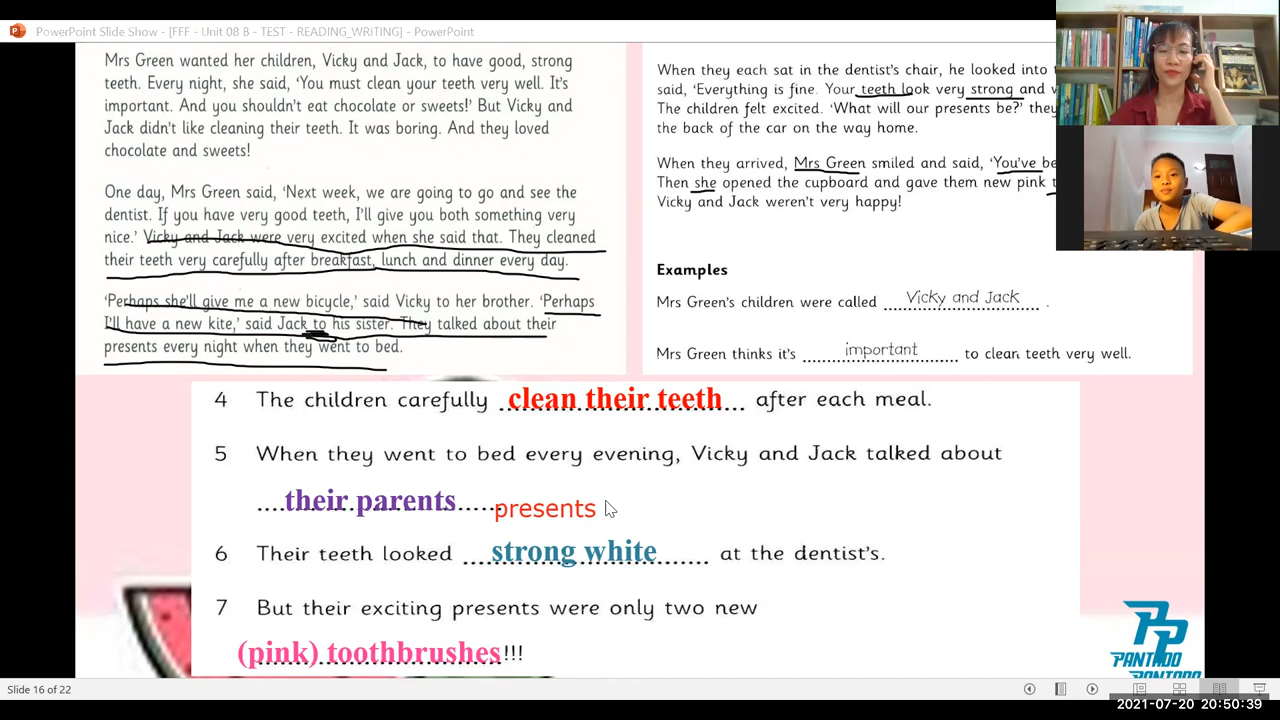 PowerPoint Slide Show - [FFF - Unit 08 B - TEST - READING_WRITING] - PowerPoint
Mrs Green wanted her children, Vicky and Jack, to have good, strong
teeth. Every night, she said, ‘You must clean your teeth very well. It’s
important. And you shouldn’t eat chocolate or sweets!’ But Vicky and
Jack didn’t like cleaning their teeth. It was boring. And they loved
chocolate and sweets!
One day, Mrs Green said, ‘Next week, we are going to go and see the
dentist. If you have very good teeth, I’ll give you both something very
nice.’ Vicky and Jack were very excited when she said that. They cleaned
their teeth very carefully after breakfast, lunch and dinner every day.
‘Perhaps she’ll give me a new bicycle,’ said Vicky to her brother. ‘Perhaps
I’ll have a new kite,’ said Jack to his sister. They talked about their
presents every night when they went to bed.
When they each sat in the dentist’s chair, he looked into
said, ‘Everything is fine. Your teeth look very strong and
The children felt excited. ‘What will our presents be?’ they
the back of the car on the way home.
When they arrived, Mrs Green smiled and said, ‘You’ve
Then she opened the cupboard and gave them new pink
Vicky and Jack weren’t very happy!
Examples
Mrs Green’s children were called Vicky and Jack .
Mrs Green thinks it’s important to clean teeth very well.
4 The children carefully clean their teeth after each meal.
5 When they went to bed every evening, Vicky and Jack talked about
their parents presents
6 Their teeth looked strong white at the dentist’s.
7 But their exciting presents were only two new
(pink) toothbrushes!!!
PANTADO
PANTADO
Slide 16 of 22
2021-07-20 20:50:39